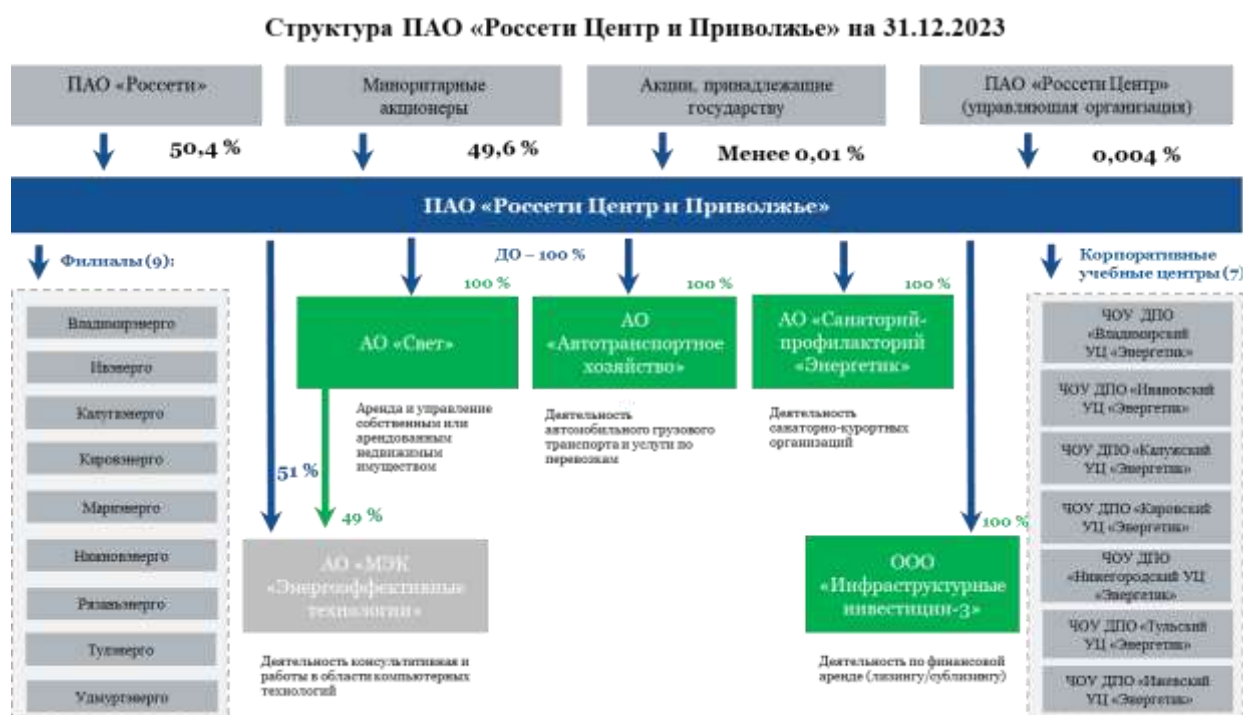 Структура ПАО «Россети Центр и Приволжье» на 31.12.2023
ПАО «Россети»
Миноритарные
акционеры
Акции, принадлежащие
государству
ПАО «Россети Центр»
(управляющая организация)
50,4 %
49,6 %
Менее 0,01 %
0,004 %
ПАО «Россети Центр и Приволжье»
Филиалы (9):
ДО – 100 %
Корпоративные
учебные центры (7)
100 %
100 %
100 %
Владимирэнерго
Ивэнерго
Калугаэнерго
Кировэнерго
Мариэнерго
Нижновэнерго
Рязаньэнерго
Тулэнерго
Удмуртэнерго
АО «Свет»
Аренда и управление
собственным или
арендованным
недвижимым
имуществом
АО
«Автотранспортное
хозяйство»
Деятельность
автомобильного грузового
транспорта и услуги по
перевозкам
АО «Санаторий-
профилакторий
«Энергетик»
Деятельность
санаторно-курортных
организаций
51 %
49 %
100 %
АО «МЭК
«Энергоэффективные
технологии»
Деятельность консультативная и
работы в области компьютерных
технологий
ООО
«Инфраструктурные
инвестиции-3»
Деятельность по финансовой
аренде (лизингу/сублизингу)
ЧОУ ДПО
«Владимирский
УЦ «Энергетик»
ЧОУ ДПО «Ивановский
УЦ «Энергетик»
ЧОУ ДПО «Калужский
УЦ «Энергетик»
ЧОУ ДПО «Кировский
УЦ «Энергетик»
ЧОУ ДПО
«Нижегородский УЦ
«Энергетик»
ЧОУ ДПО «Тульский
УЦ «Энергетик»
ЧОУ ДПО «Ижевский
УЦ «Энергетик»